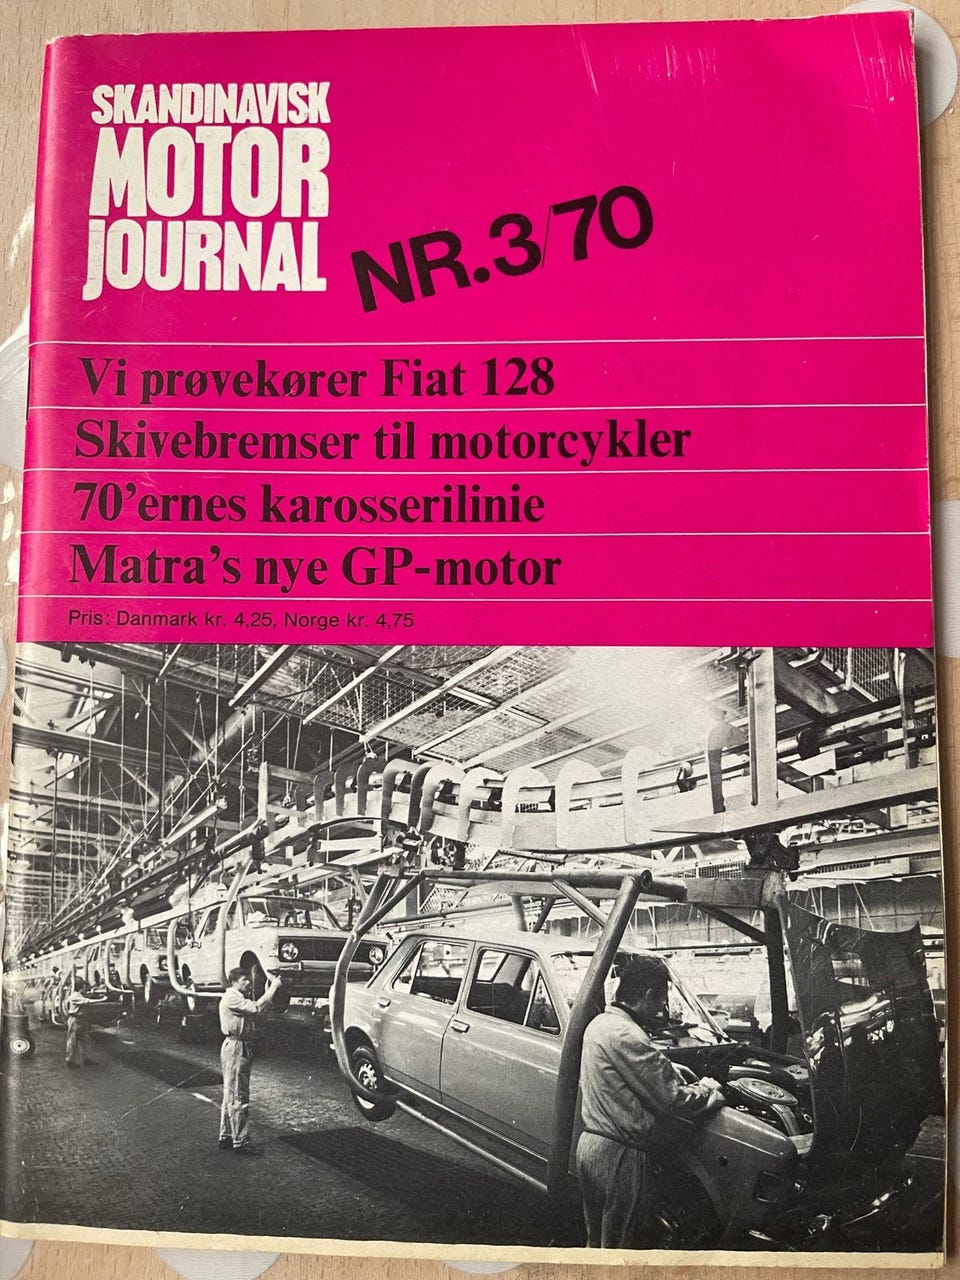 SKANDINAVISK
MOTOR
JOURNAL
NR.3/70
Vi prøvekører Fiat 128
Skivebremser til motorcykler
70’ernes karosserilinie
Matra’s nye GP-motor
Pris: Danmark kr. 4,25, Norge kr. 4,75